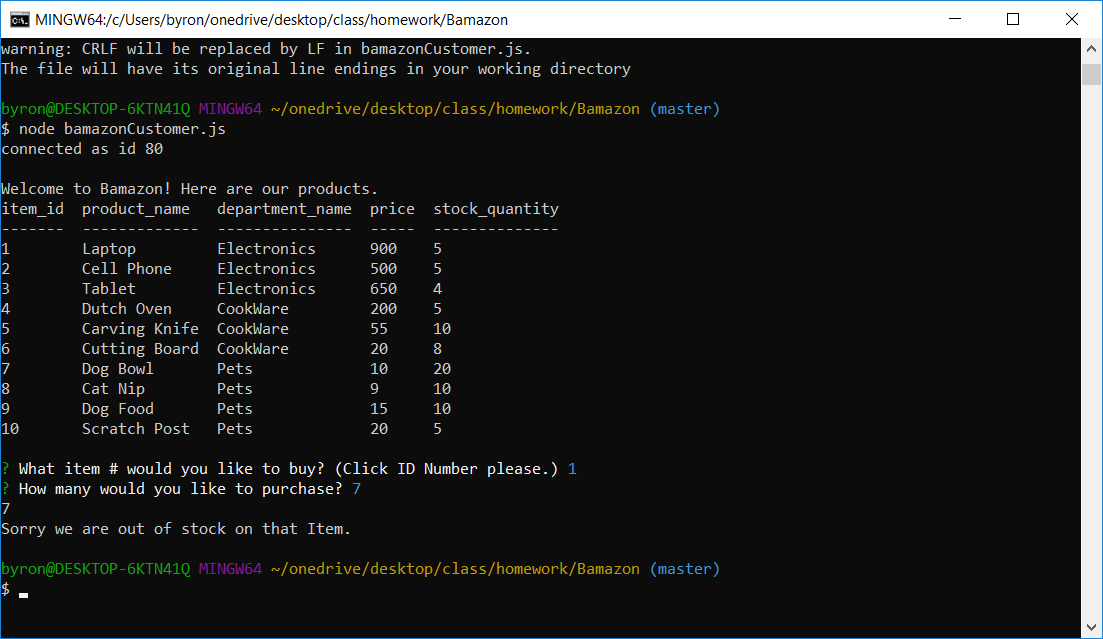 MINGW64:/c/Users/byron/onedrive/desktop/class/homework/Bamazon
warning: CRLF will be replaced by LF in bamazonCustomer.js.
The file will have its original line endings in your working directory
byron@DESKTOP-6KTN41Q MINGW64 ~/onedrive/desktop/class/homework/Bamazon (master)
$ node bamazonCustomer.js
connected as id 80
Welcome to Bamazon! Here are our products.
item_id  product_name   department_name  price  stock_quantity
-------  -------------  ---------------  -----  --------------
1        Laptop         Electronics      900    5
2        Cell Phone     Electronics      500    5
3        Tablet         Electronics      650    4
4        Dutch Oven     CookWare         200    5
5        Carving Knife  CookWare         55     10
6        Cutting Board  CookWare         20     8
7        Dog Bowl       Pets             10     20
8        Cat Nip        Pets             9      10
9        Dog Food       Pets             15     10
10       Scratch Post   Pets             20     5
? What item # would you like to buy? (Click ID Number please.) 1
? How many would you like to purchase? 7
7
Sorry we are out of stock on that Item.
byron@DESKTOP-6KTN41Q MINGW64 ~/onedrive/desktop/class/homework/Bamazon (master)
$